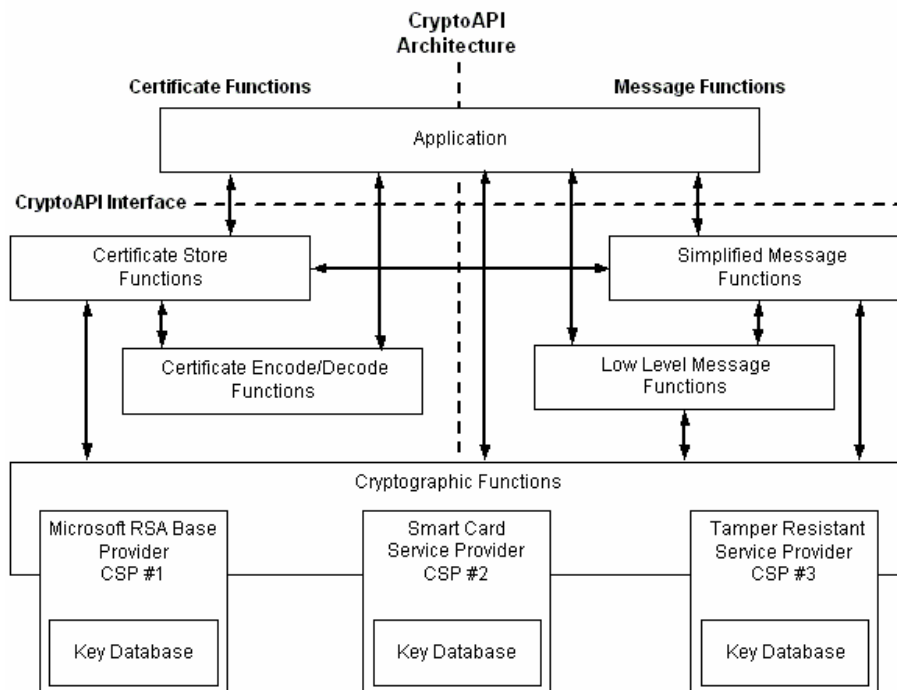 CryptoAPI
Architecture
Certificate Functions
Message Functions
Application
CryptoAPI Interface
Certificate Store
Functions
Simplified Message
Functions
Certificate Encode/Decode
Functions
Low Level Message
Functions
Cryptographic Functions
Microsoft RSA Base
Provider
CSP #1
Smart Card
Service Provider
CSP #2
Tamper Resistant
Service Provider
CSP #3
Key Database
Key Database
Key Database